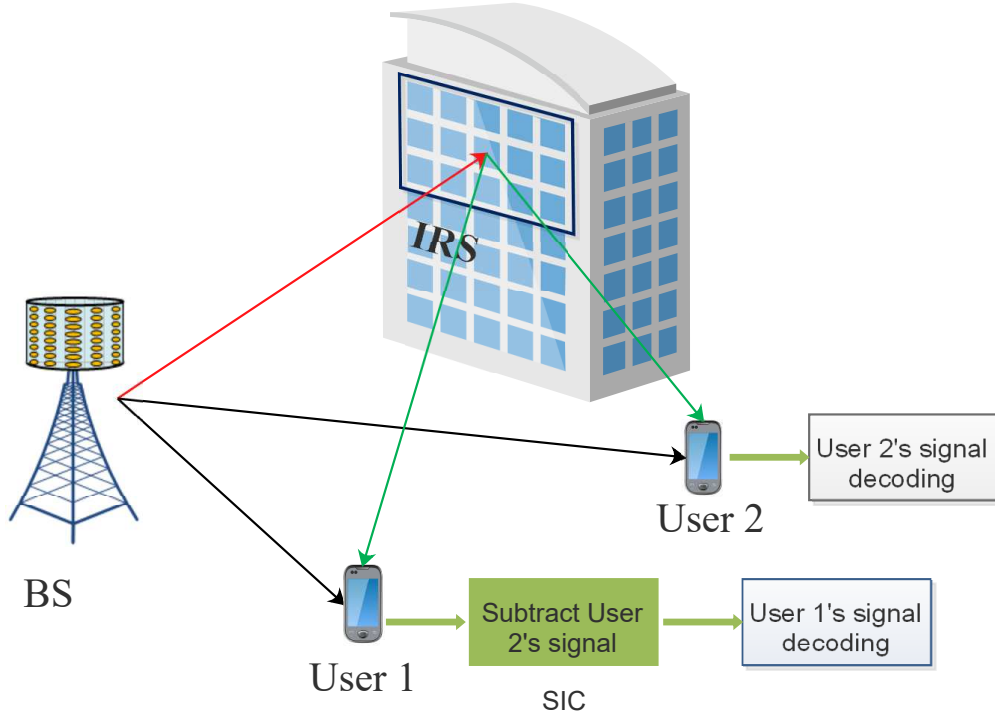 IRS
User 2's signal
decoding
User 2
BS
Subtract User
2's signal
User 1's signal
decoding
User 1
SIC